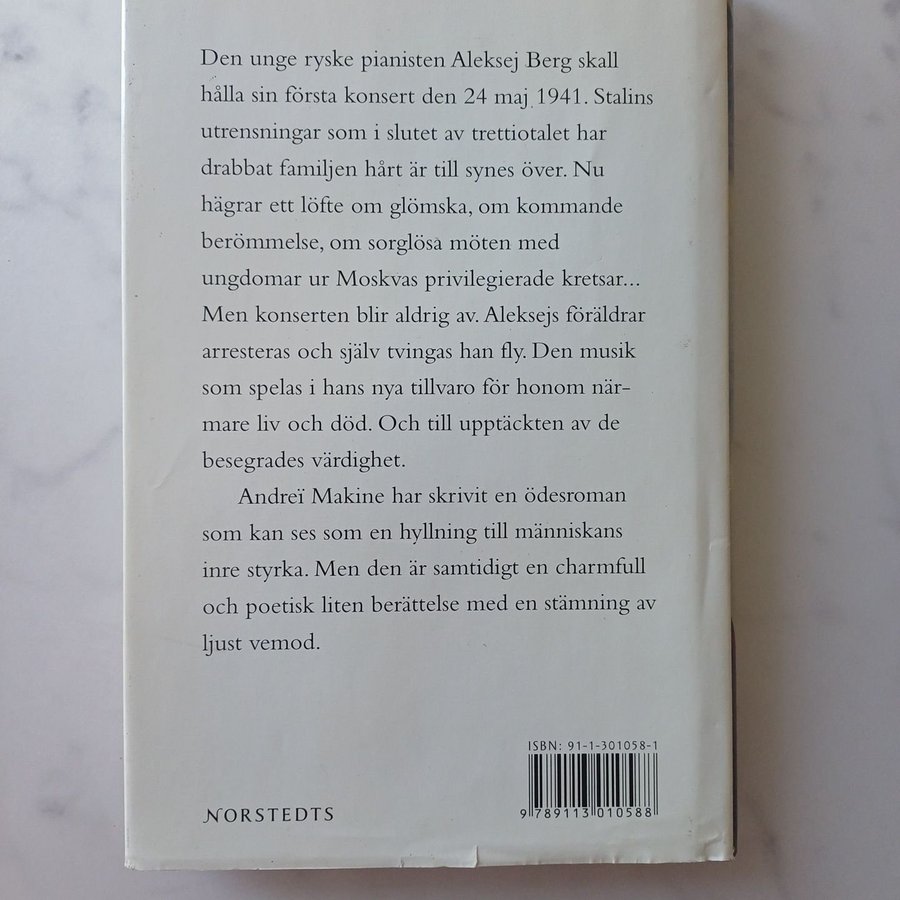 Den unge ryske pianisten Aleksej Berg skall
hålla sin första konsert den 24 maj 1941. Stalins
utrensningar som i slutet av trettiotalet har
drabbat familjen hårt är till synes över. Nu
hägrar ett löfte om glömska, om kommande
berömmelse, om sorglösa möten med
ungdomar ur Moskvas privilegierade kretsar...
Men konserten blir aldrig av. Aleksejs föräldrar
arresteras och själv tvingas han fly. Den musik
som spelas i hans nya tillvaro för honom när-
mare liv och död. Och till upptäckten av de
besegrades värdighet.
Andreï Makine har skrivit en ödesroman
som kan ses som en hyllning till människans
inre styrka. Men den är samtidigt en charmfull
och poetisk liten berättelse med en stämning av
ljust vemod.
ISBN: 91-1-301058-1
9 789113 010588
NORSTEDTS